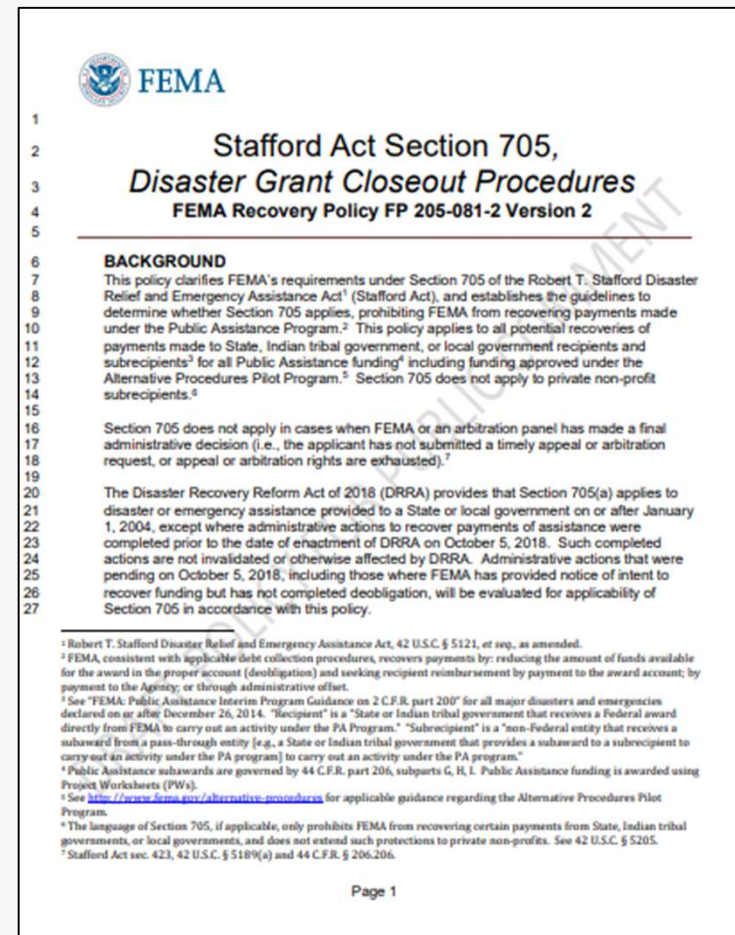 FEMA
1
2 Stafford Act Section 705,
3 Disaster Grant Closeout Procedures
4 FEMA Recovery Policy FP 205-081-2 Version 2
5
6 BACKGROUND
7 This policy clarifies FEMA's requirements under Section 705 of the Robert T. Stafford Disaster
8 Relief and Emergency Assistance Act¹ (Stafford Act), and establishes the guidelines to
9 determine whether Section 705 applies, prohibiting FEMA from recovering payments made
10 under the Public Assistance Program.² This policy applies to all potential recoveries of
11 payments made to State, Indian tribal government, or local government recipients and
12 subrecipients³ for all Public Assistance funding⁴ including funding approved under the
13 Alternative Procedures Pilot Program.⁵ Section 705 does not apply to private non-profit
14 subrecipients.⁶
15
16 Section 705 does not apply in cases when FEMA or an arbitration panel has made a final
17 administrative decision (i.e., the applicant has not submitted a timely appeal or arbitration
18 request, or appeal or arbitration rights are exhausted).⁷
19
20 The Disaster Recovery Reform Act of 2018 (DRRA) provides that Section 705(a) applies to
21 disaster or emergency assistance provided to a State or local government on or after January
22 1, 2004, except where administrative actions to recover payments of assistance were
23 completed prior to the date of enactment of DRRA on October 5, 2018. Such completed
24 actions are not invalidated or otherwise affected by DRRA. Administrative actions that were
25 pending on October 5, 2018, including those where FEMA has provided notice of intent to
26 recover funding but has not completed deobligation, will be evaluated for applicability of
27 Section 705 in accordance with this policy.
¹ Robert T. Stafford Disaster Relief and Emergency Assistance Act, 42 U.S.C. § 5121, et seq., as amended.
² FEMA, consistent with applicable debt collection procedures, recovers payments by: reducing the amount of funds available
for the award in the proper account (deobligation) and seeking recipient reimbursement by payment to the award account; by
payment to the Agency; or through administrative offset.
³ See "FEMA: Public Assistance Interim Program Guidance on 2 C.F.R. part 200" for all major disasters and emergencies
declared on or after December 26, 2014. "Recipient" is a "State or Indian tribal government that receives a Federal award
directly from FEMA to carry out an activity under the PA Program." "Subrecipient" is a "non-Federal entity that receives a
subaward from a pass-through entity [e.g., a State or Indian tribal government that provides a subaward to a subrecipient to
carry out an activity under the PA program] to carry out an activity under the PA program."
⁴ Public Assistance subawards are governed by 44 C.F.R. part 206, subparts G, H, I. Public Assistance funding is awarded using
Project Worksheets (PWs).
⁵ See http://www.fema.gov/alternative-procedures for applicable guidance regarding the Alternative Procedures Pilot
Program.
⁶ The language of Section 705, if applicable, only prohibits FEMA from recovering certain payments from State, Indian tribal
governments, or local governments, and does not extend such protections to private non-profits. See 42 U.S.C. § 5205.
⁷ Stafford Act sec. 423, 42 U.S.C. § 5189(a) and 44 C.F.R. § 206.206.
Page 1